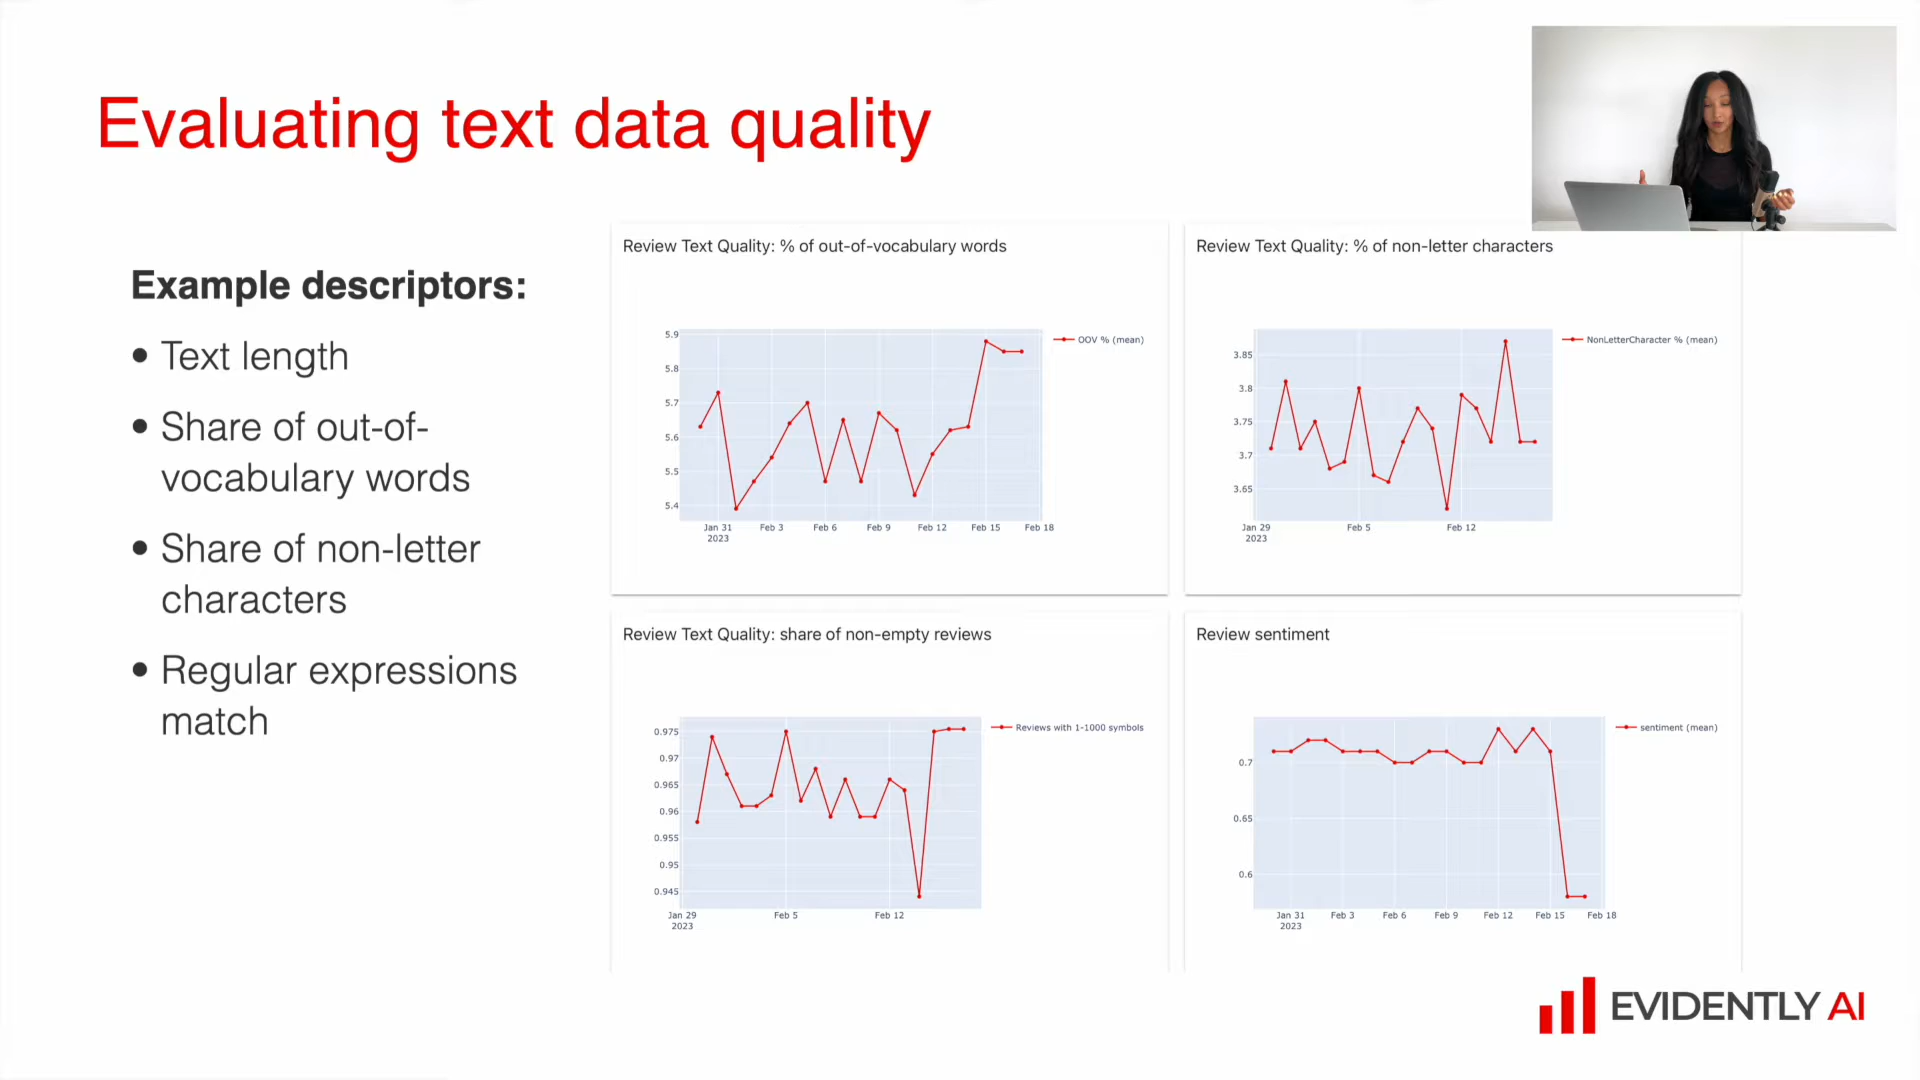 Evaluating text data quality
Example descriptors:
• Text length
• Share of out-of-
vocabulary words
• Share of non-letter
characters
• Regular expressions
match
Review Text Quality: % of out-of-vocabulary words
5.9
5.8
5.7
5.6
5.5
5.4
Jan 31
2023
Feb 3
Feb 6
Feb 9
Feb 12
Feb 15
Feb 18
OOV % (mean)
Review Text Quality: % of non-letter characters
3.85
3.8
3.75
3.7
3.65
Jan 29
2023
Feb 5
Feb 12
NonLetterCharacter % (mean)
Review Text Quality: share of non-empty reviews
0.975
0.97
0.965
0.96
0.955
0.95
0.945
Jan 29
2023
Feb 5
Feb 12
Reviews with 1-1000 symbols
Review sentiment
0.7
0.65
0.6
Jan 31
2023
Feb 3
Feb 6
Feb 9
Feb 12
Feb 15
Feb 18
sentiment (mean)
EVIDENTLY AI